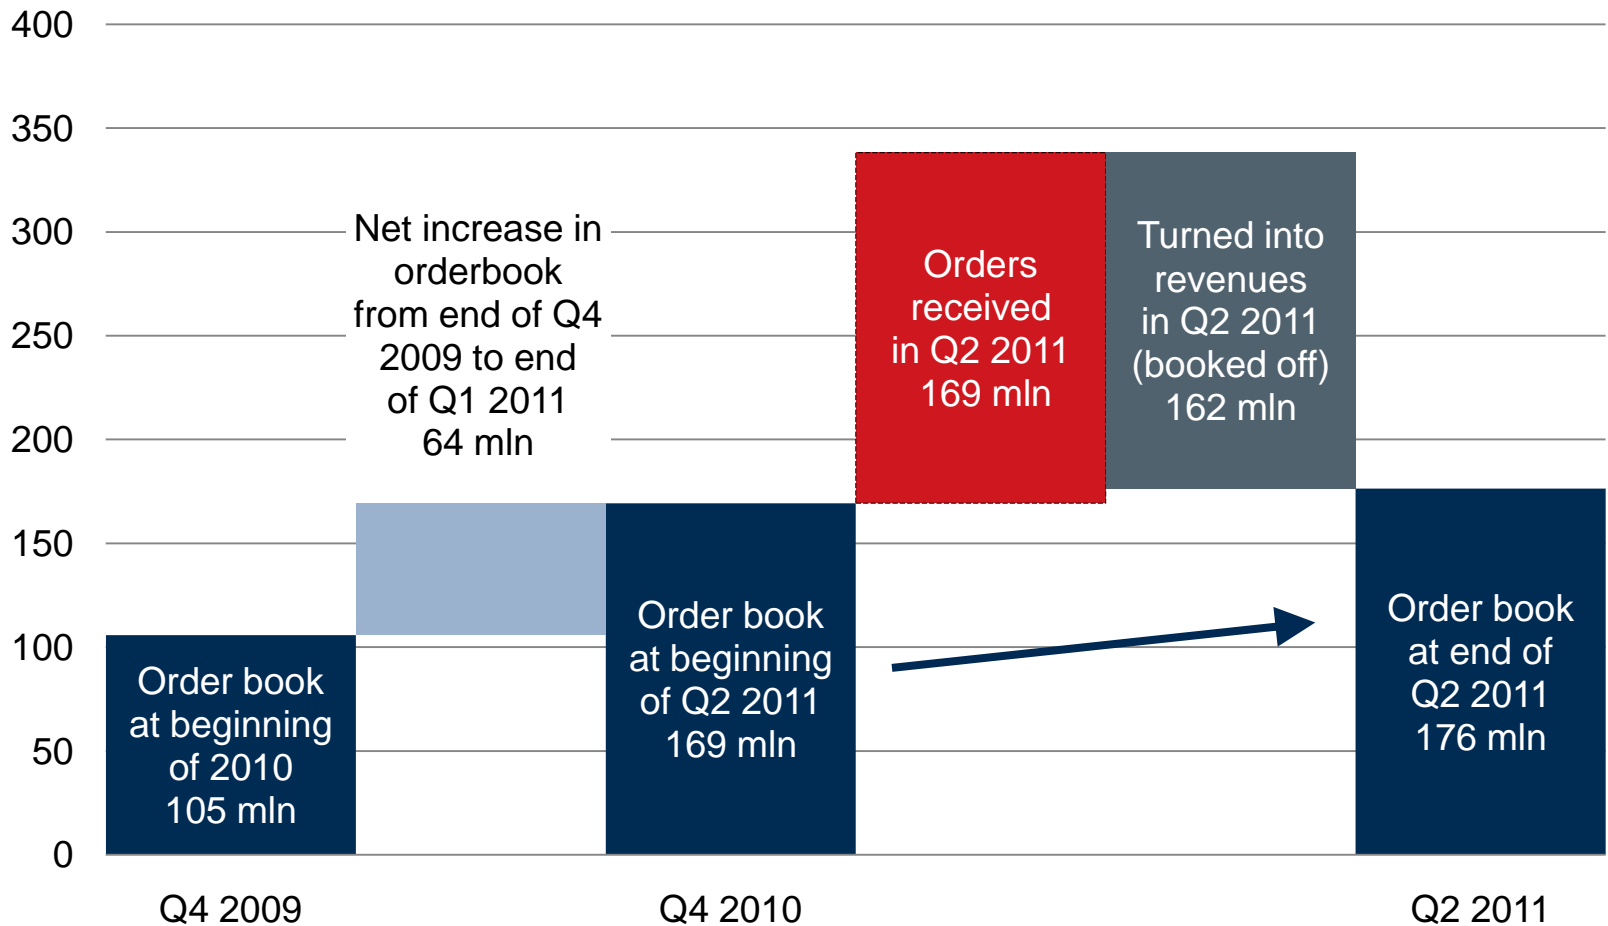 400
350
300
250
200
150
100
50
0
Net increase in
orderbook
from end of Q4
2009 to end
of Q1 2011
64 mln
Orders
received
in Q2 2011
169 mln
Turned into
revenues
in Q2 2011
(booked off)
162 mln
Order book
at beginning
of 2010
105 mln
Order book
at beginning
of Q2 2011
169 mln
Order book
at end of
Q2 2011
176 mln
Q4 2009
Q4 2010
Q2 2011